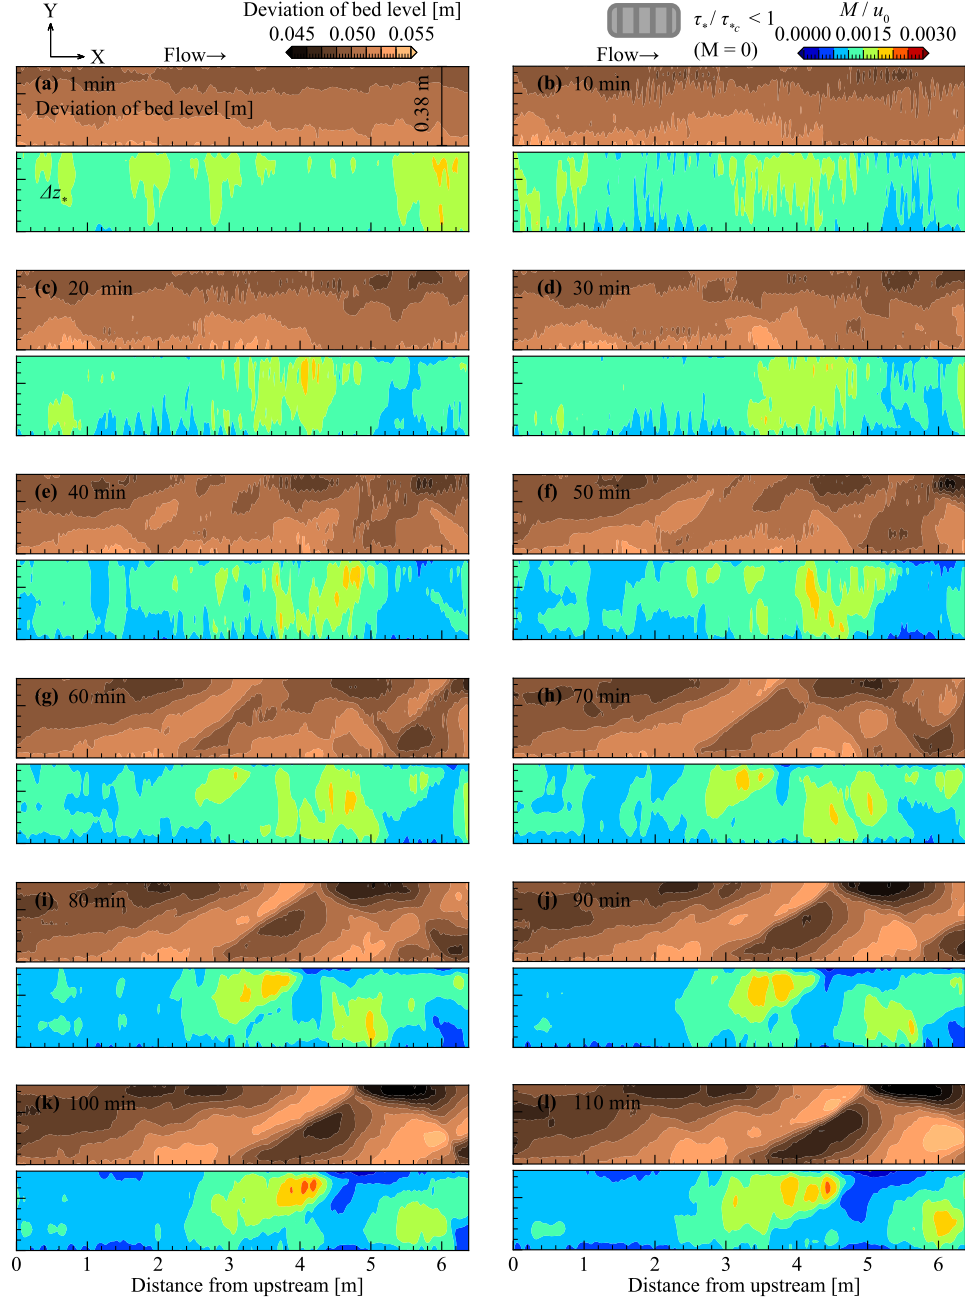 Y
X
Deviation of bed level [m]
0.045 0.050 0.055
Flow→
τ* / τ*c < 1
(M = 0)
M / u0
0.0000 0.0015 0.0030
Flow→
(a) 1 min
Deviation of bed level [m]
0.38 m
Δz*
(b) 10 min
(c) 20 min
(d) 30 min
(e) 40 min
(f) 50 min
(g) 60 min
(h) 70 min
(i) 80 min
(j) 90 min
(k) 100 min
(l) 110 min
0 1 2 3 4 5 6
0 1 2 3 4 5 6
Distance from upstream [m]
Distance from upstream [m]